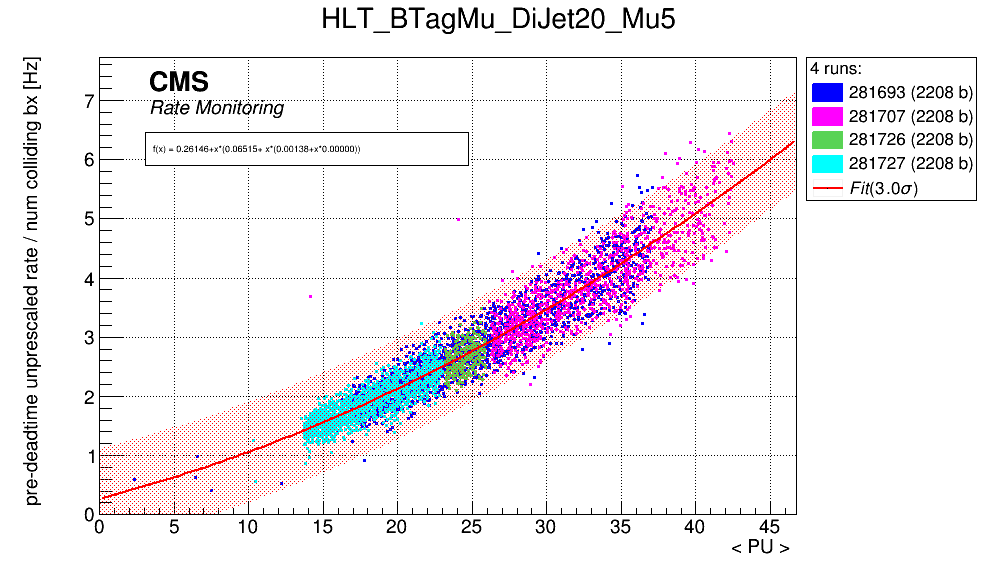 HLT_BTagMu_DiJet20_Mu5
pre-deadtime unprescaled rate / num colliding bx [Hz]
CMS
Rate Monitoring
f(x) = 0.26146+x*(0.06515+ x*(0.00138+x*0.00000))
7
6
5
4
3
2
1
0
0 5 10 15 20 25 30 35 40 45
< PU >
4 runs:
281693 (2208 b)
281707 (2208 b)
281726 (2208 b)
281727 (2208 b)
Fit(3.0σ)